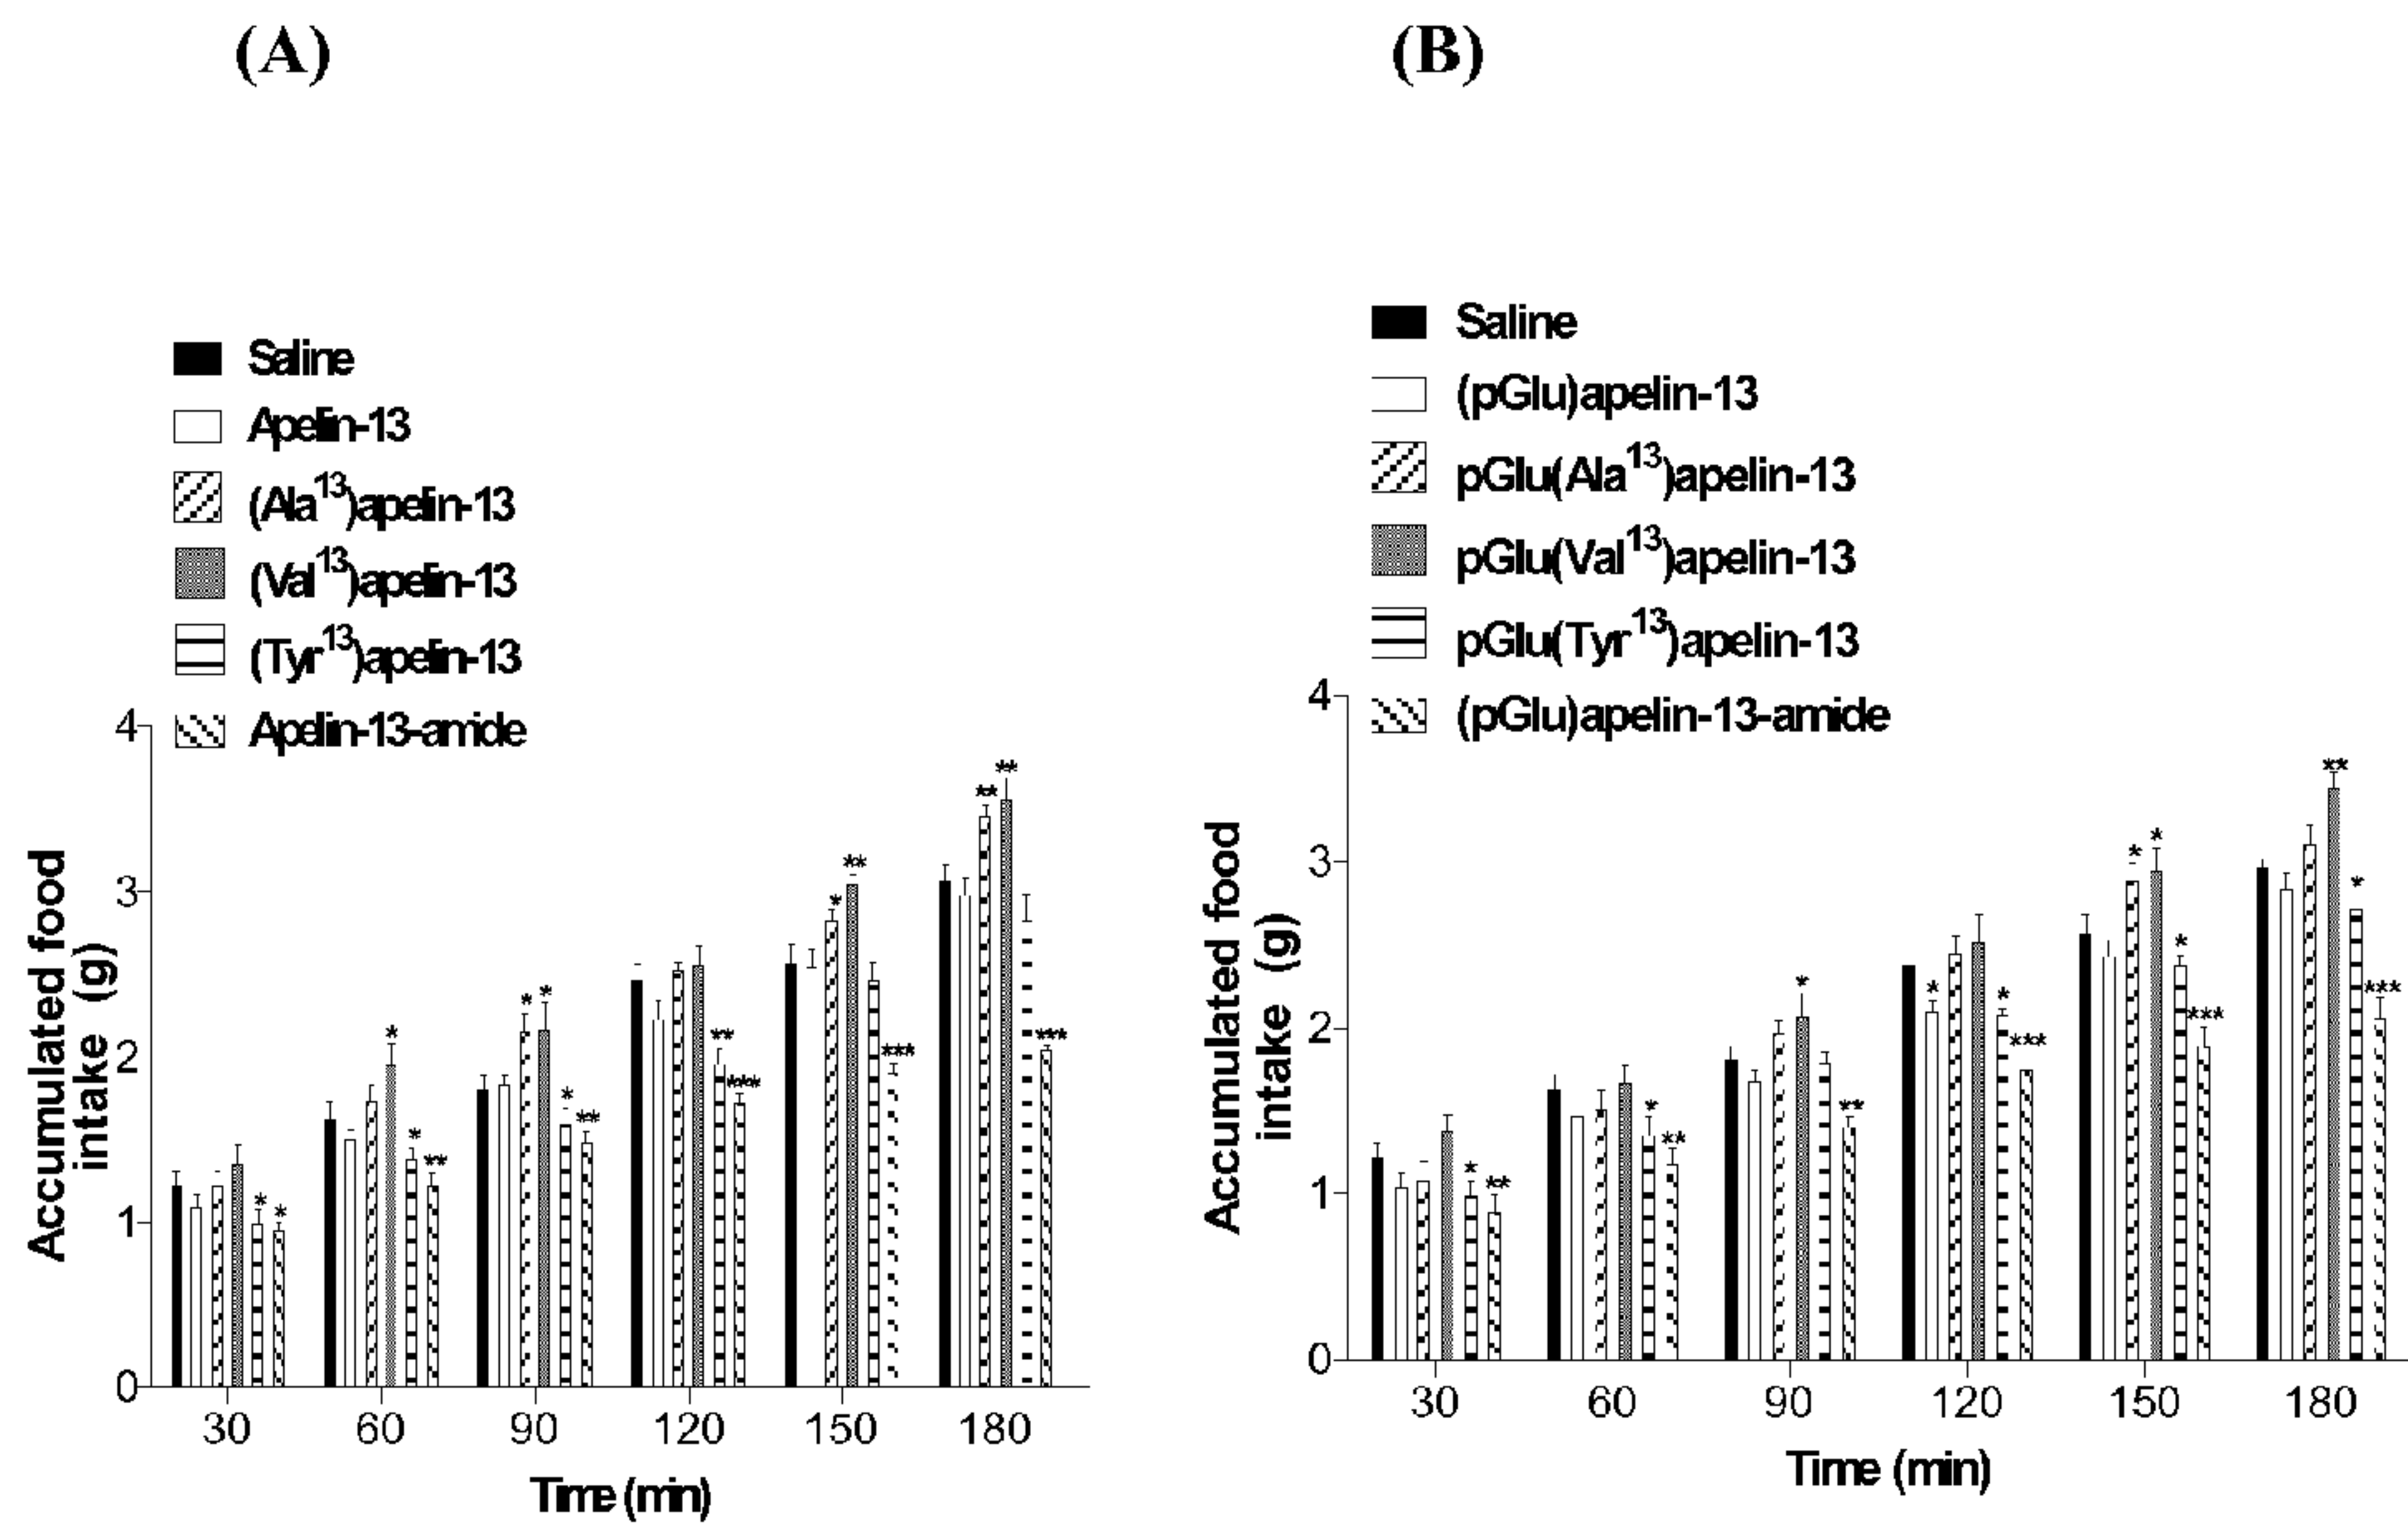 (A)
Saline
Apelin-13
(Ala¹³)apelin-13
(Val¹³)apelin-13
(Tyr¹³)apelin-13
Apelin-13-amide
Accumulated food
intake (g)
4
3
2
1
0
* *
* * **
* * * **
** ***
* ** ***
** ** ***
30 60 90 120 150 180
Time (min)
(B)
Saline
(pGlu)apelin-13
pGlu(Ala¹³)apelin-13
pGlu(Val¹³)apelin-13
pGlu(Tyr¹³)apelin-13
(pGlu)apelin-13-amide
Accumulated food
intake (g)
4
3
2
1
0
* **
* **
* **
* * ***
* * * ***
** * ***
30 60 90 120 150 180
Time (min)